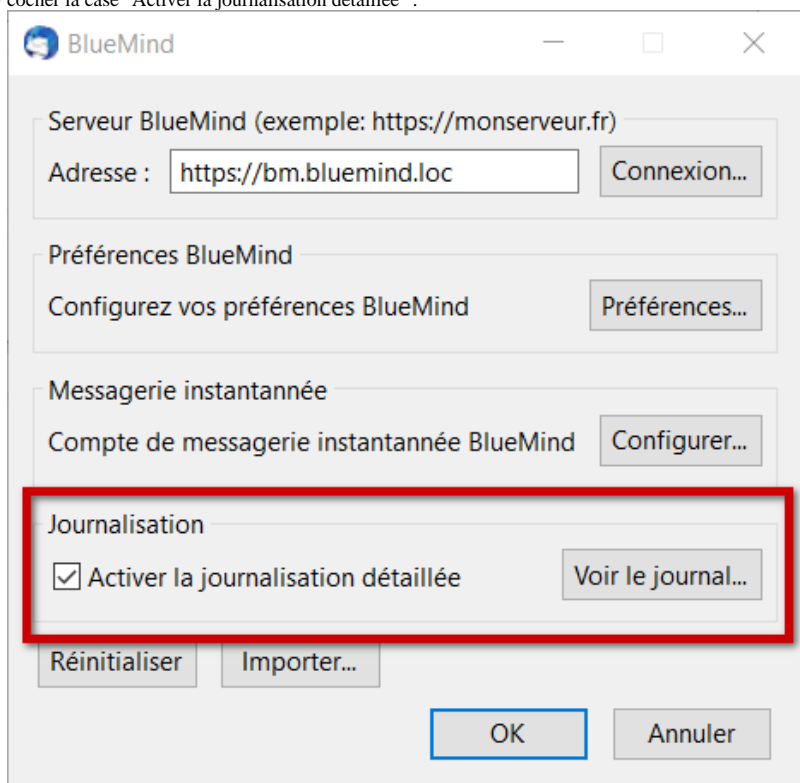 cocher la case "Activer la journalisation détaillée" :
BlueMind
Serveur BlueMind (exemple: https://monserveur.fr)
Adresse : https://bm.bluemind.loc Connexion...
Préférences BlueMind
Configurez vos préférences BlueMind Préférences...
Messagerie instantannée
Compte de messagerie instantannée BlueMind Configurer...
Journalisation
Activer la journalisation détaillée Voir le journal...
Réinitialiser Importer...
OK Annuler